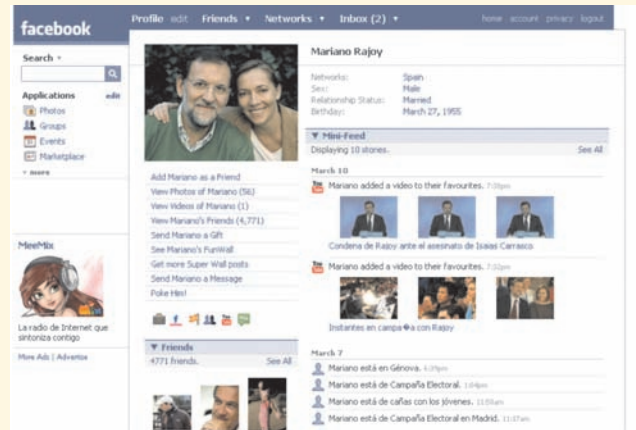 facebook
Profile edit Friends ▾ Networks ▾ Inbox (2) ▾
home account privacy logout
Search ▾
Applications edit
Photos
Groups
Events
Marketplace
▾ more
MeeMix
La radio de Internet que
sintoniza contigo
More Ads | Advertise
Add Mariano as a Friend
View Photos of Mariano (56)
View Videos of Mariano (1)
View Mariano's Friends (4,771)
Send Mariano a Gift
See Mariano's FunWall
Get more Super Wall posts
Send Mariano a Message
Poke Him!
▼ Friends
4771 friends. See All
Mariano Rajoy
Networks: Spain
Sex: Male
Relationship Status: Married
Birthday: March 27, 1955
▼ Mini-Feed
Displaying 10 stories. See All
March 10
You Tube Mariano added a video to their favourites. 7:38pm
Condena de Rajoy ante el asesinato de Isaias Carrasco
You Tube Mariano added a video to their favourites. 7:32pm
Instantes en campa�a con Rajoy
March 7
Mariano está en Génova. 4:39pm
Mariano está de Campaña Electoral. 1:04pm
Mariano está de cañas con los jóvenes. 11:58am
Mariano está de Campaña Electoral en Madrid. 11:37am